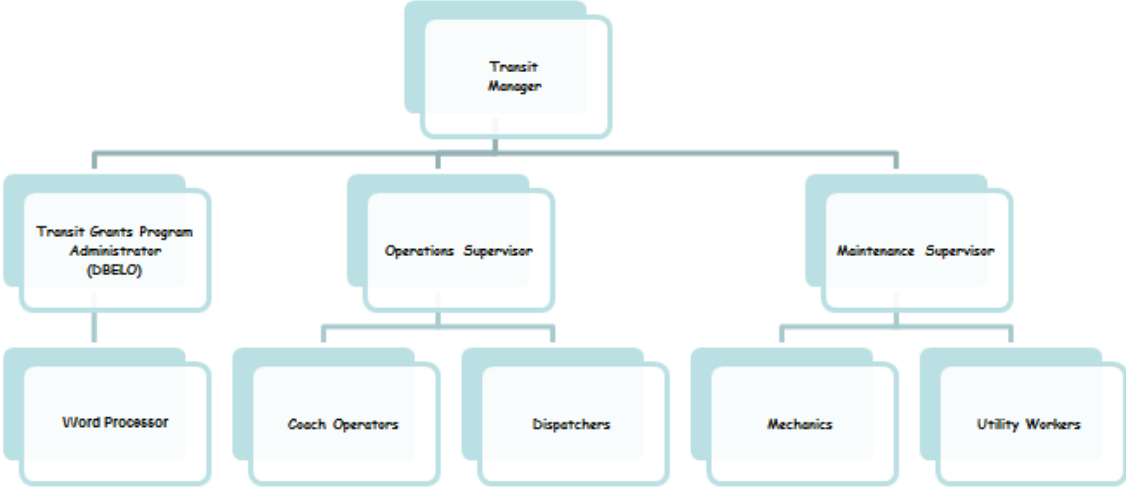 Transit
Manager
Transit Grants Program
Administrator
(DBELO)
Operations Supervisor
Maintenance Supervisor
Word Processor
Coach Operators
Dispatchers
Mechanics
Utility Workers